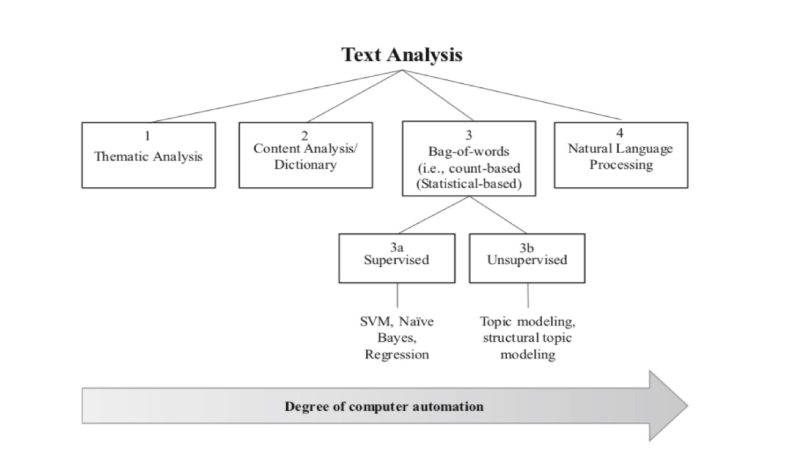 Text Analysis
1
Thematic Analysis
2
Content Analysis/
Dictionary
3
Bag-of-words
(i.e., count-based
(Statistical-based)
4
Natural Language
Processing
3a
Supervised
3b
Unsupervised
SVM, Naïve
Bayes,
Regression
Topic modeling,
structural topic
modeling
Degree of computer automation